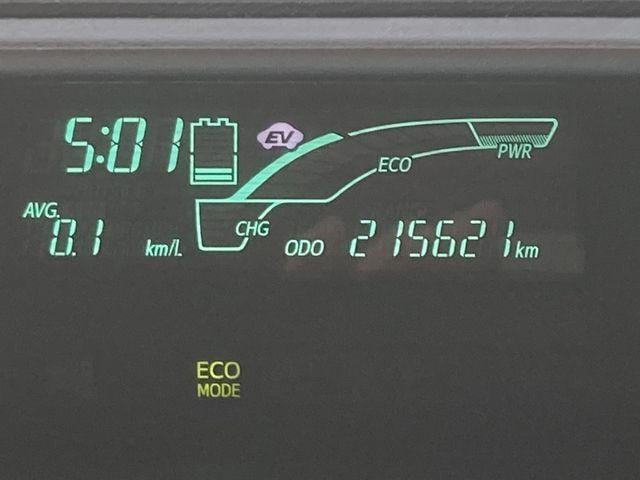 5:01
EV
PWR
ECO
AVG.
0.1 km/L
CHG
ODO 215621 km
ECO
MODE